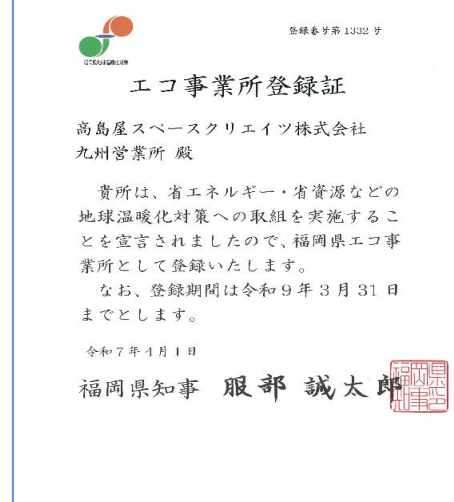 登録番号第1332号
エコ事業所登録証
高島屋スペースクリエイツ株式会社
九州営業所 殿
貴所は、省エネルギー・省資源などの
地球温暖化対策への取組を実施するこ
とを宣言されましたので、福岡県エコ事
業所として登録いたします。
なお、登録期間は令和9年3月31日
までとします。
令和7年4月1日
福岡県知事 服部 誠太郎